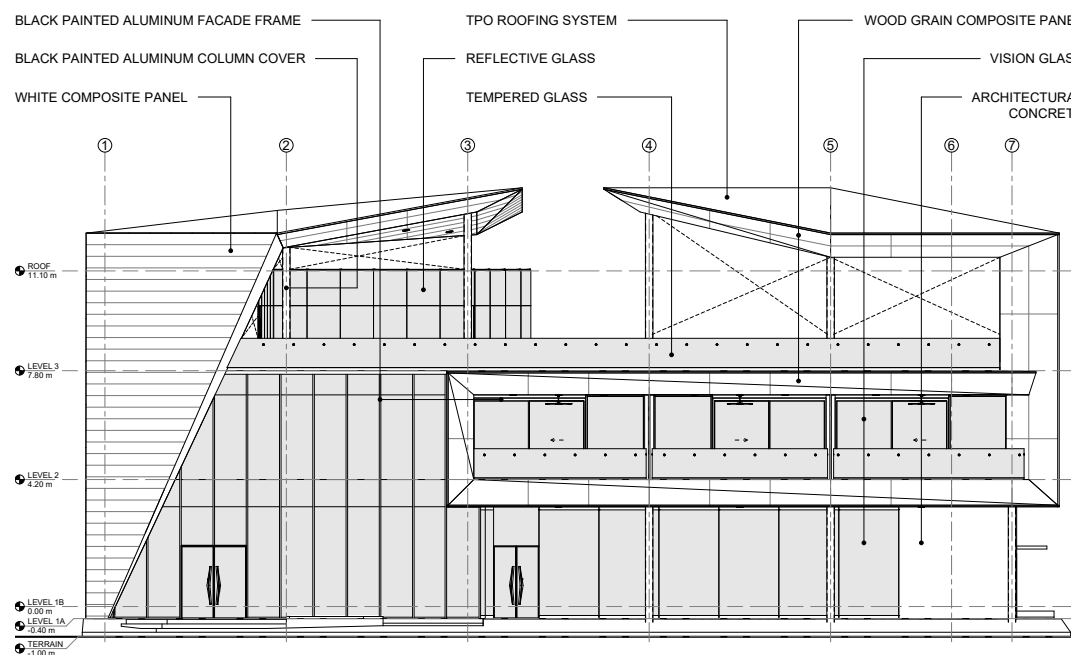 BLACK PAINTED ALUMINUM FACADE FRAME
TPO ROOFING SYSTEM
WOOD GRAIN COMPOSITE PANE
BLACK PAINTED ALUMINUM COLUMN COVER
REFLECTIVE GLASS
VISION GLAS
WHITE COMPOSITE PANEL
TEMPERED GLASS
ARCHITECTURA
CONCRET
1
2
3
4
5
6
7
ROOF
11.10 m
LEVEL 3
7.80 m
LEVEL 2
4.20 m
LEVEL 1B
0.00 m
LEVEL 1A
-0.40 m
TERRAIN
-1.00 m